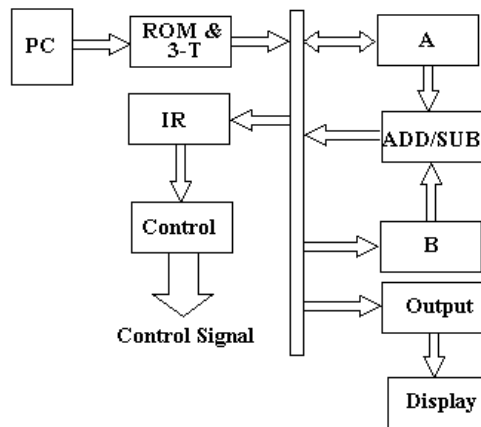 PC
ROM &
3-T
A
IR
ADD/SUB
Control
B
Control Signal
Output
Display